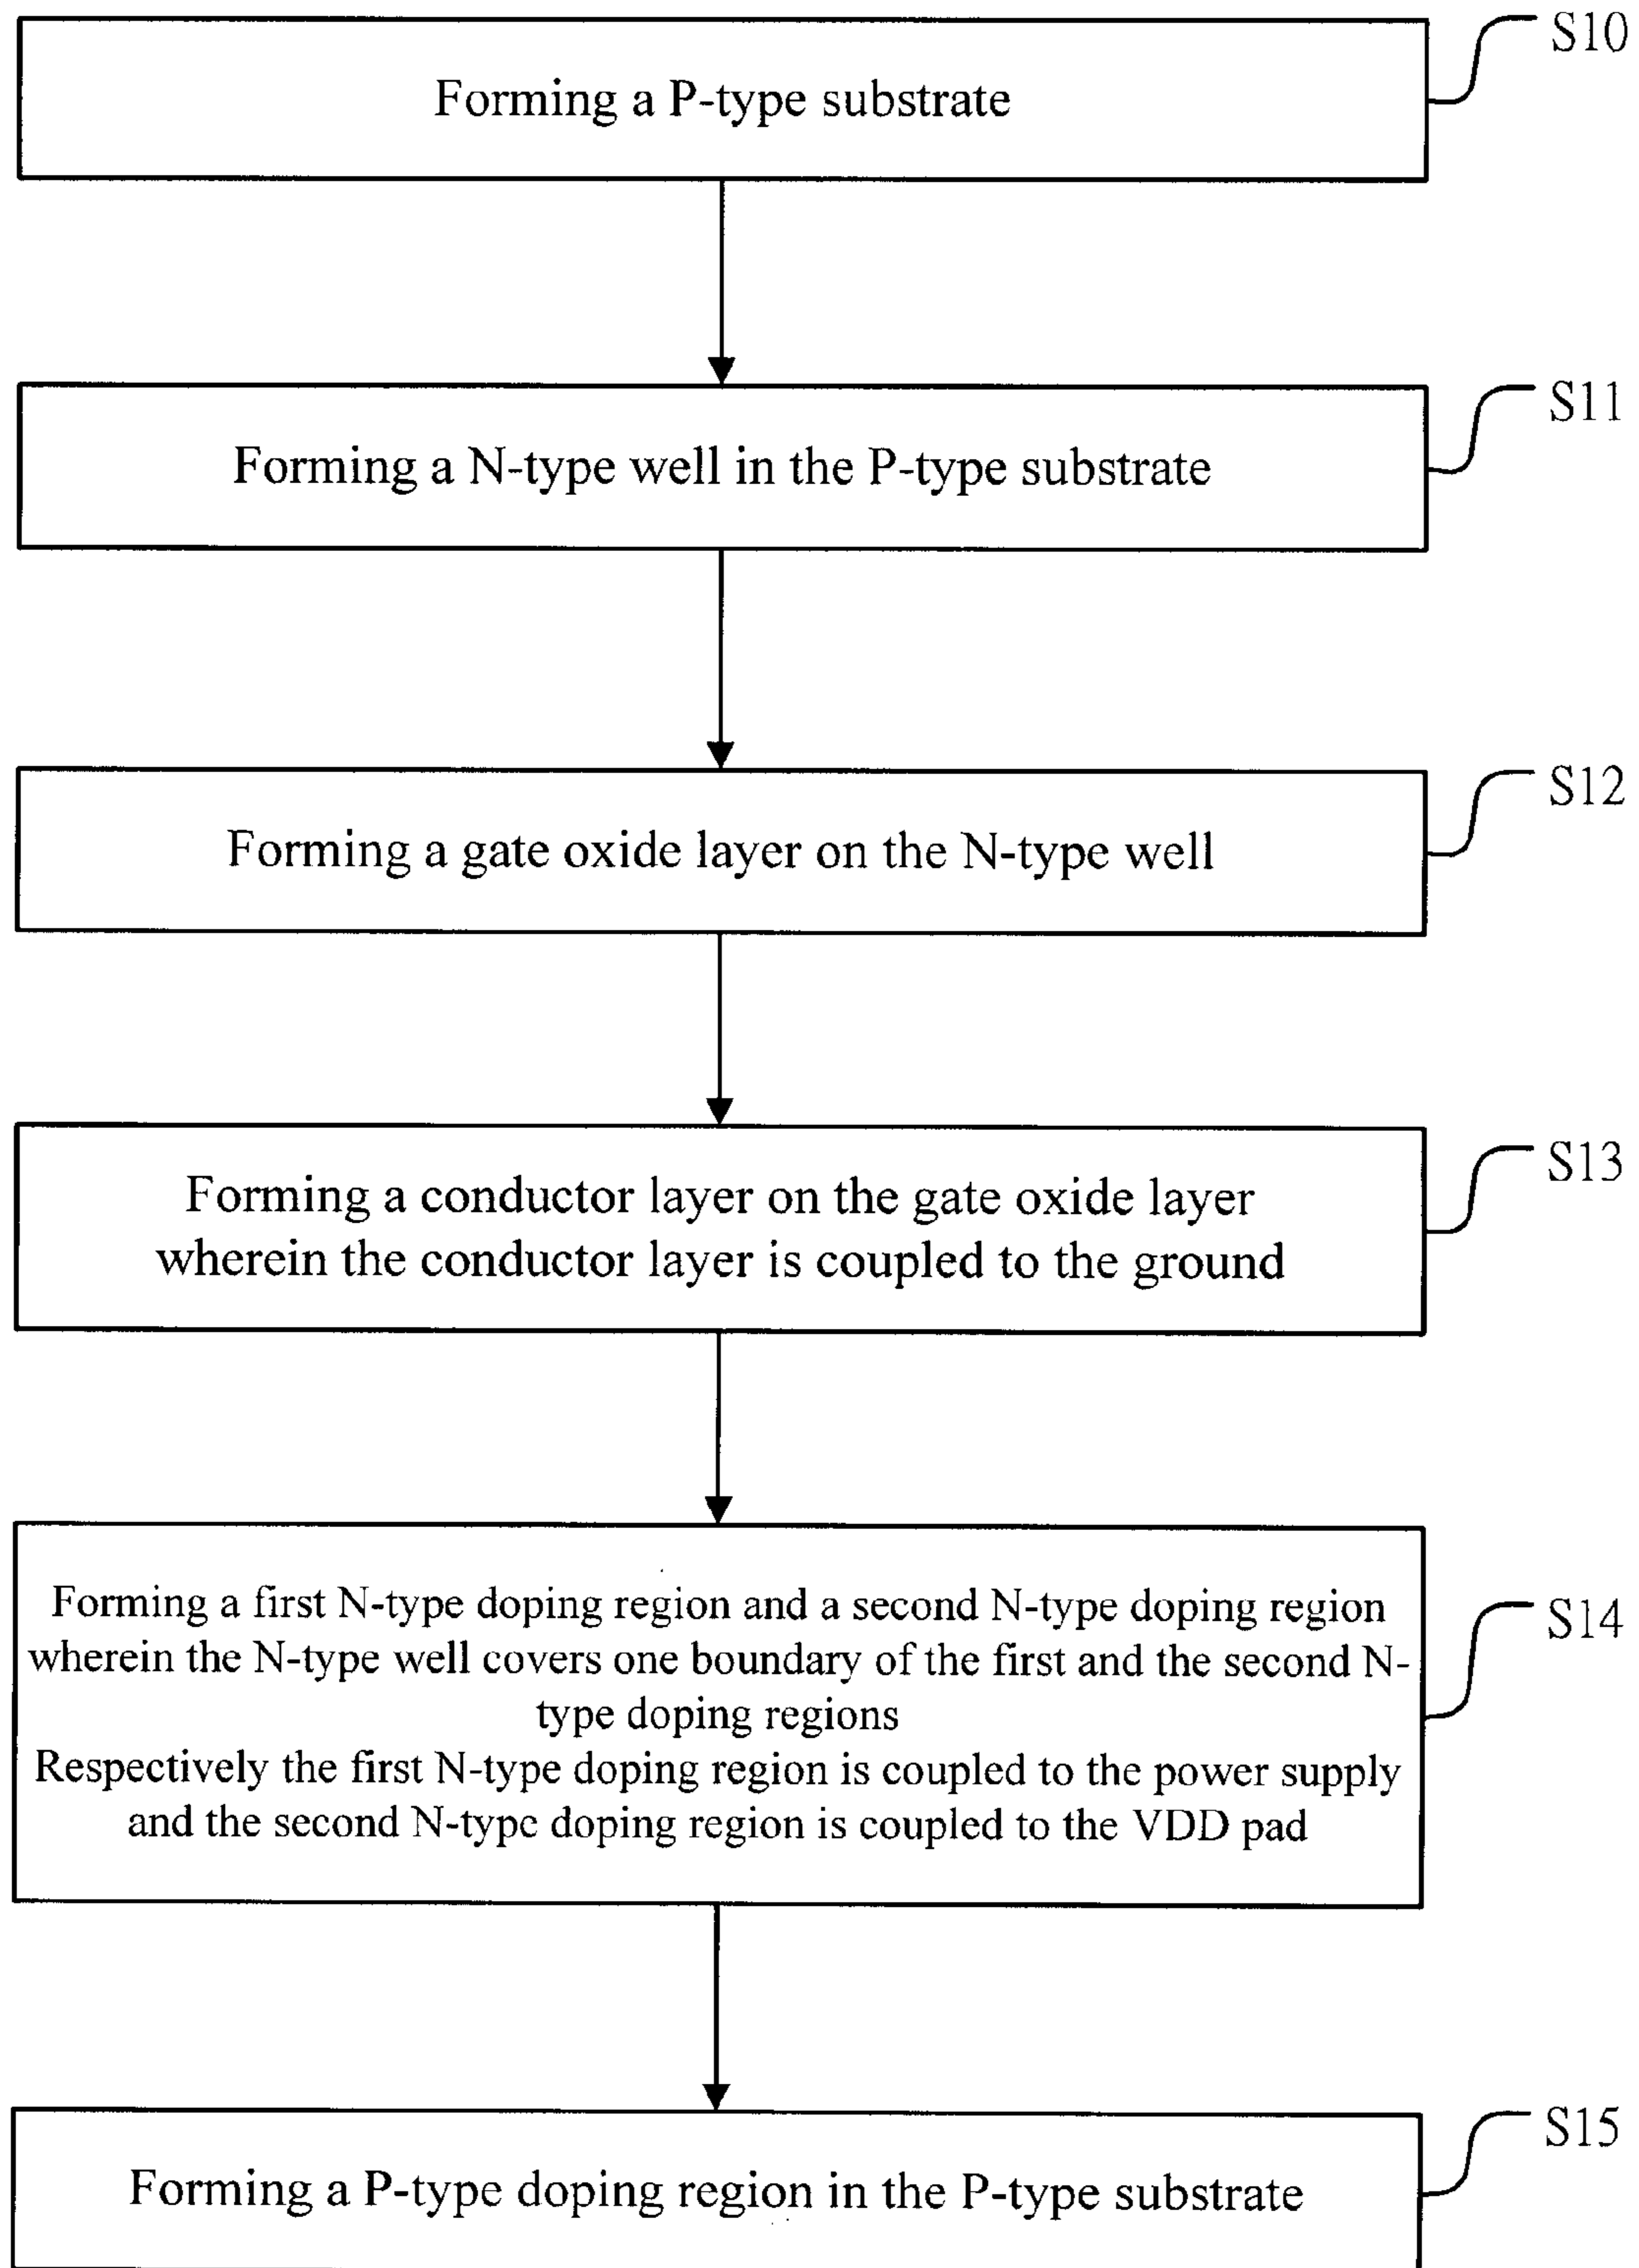 S10
Forming a P-type substrate
S11
Forming a N-type well in the P-type substrate
S12
Forming a gate oxide layer on the N-type well
S13
Forming a conductor layer on the gate oxide layer
wherein the conductor layer is coupled to the ground
S14
Forming a first N-type doping region and a second N-type doping region
wherein the N-type well covers one boundary of the first and the second N-
type doping regions
Respectively the first N-type doping region is coupled to the power supply
and the second N-type doping region is coupled to the VDD pad
S15
Forming a P-type doping region in the P-type substrate